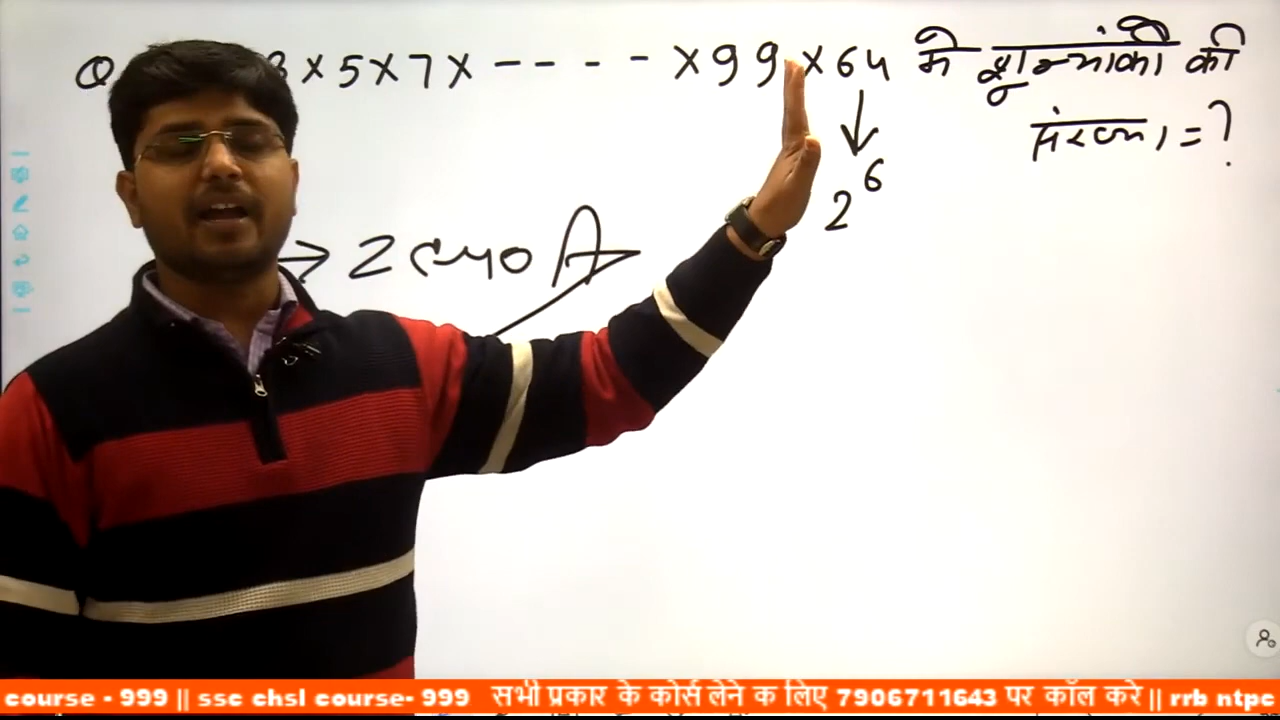 Q 3×5×7×----×99×64 मे शून्यांको की
संख्या=?
2^6
→ Zero A
course - 999 || ssc chsl course- 999 सभी प्रकार के कोर्स लेने क लिए 7906711643 पर कॉल करे || rrb ntpc